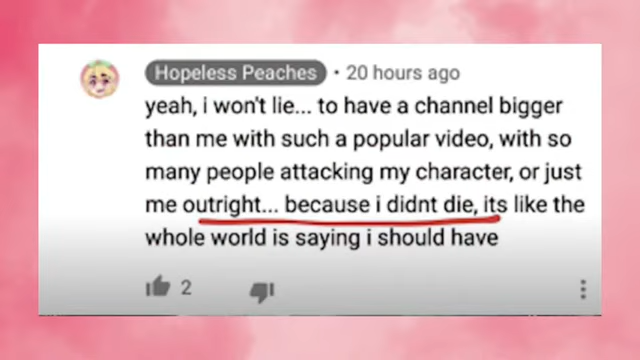 Hopeless Peaches • 20 hours ago
yeah, i won't lie... to have a channel bigger
than me with such a popular video, with so
many people attacking my character, or just
me outright... because i didnt die, its like the
whole world is saying i should have
2